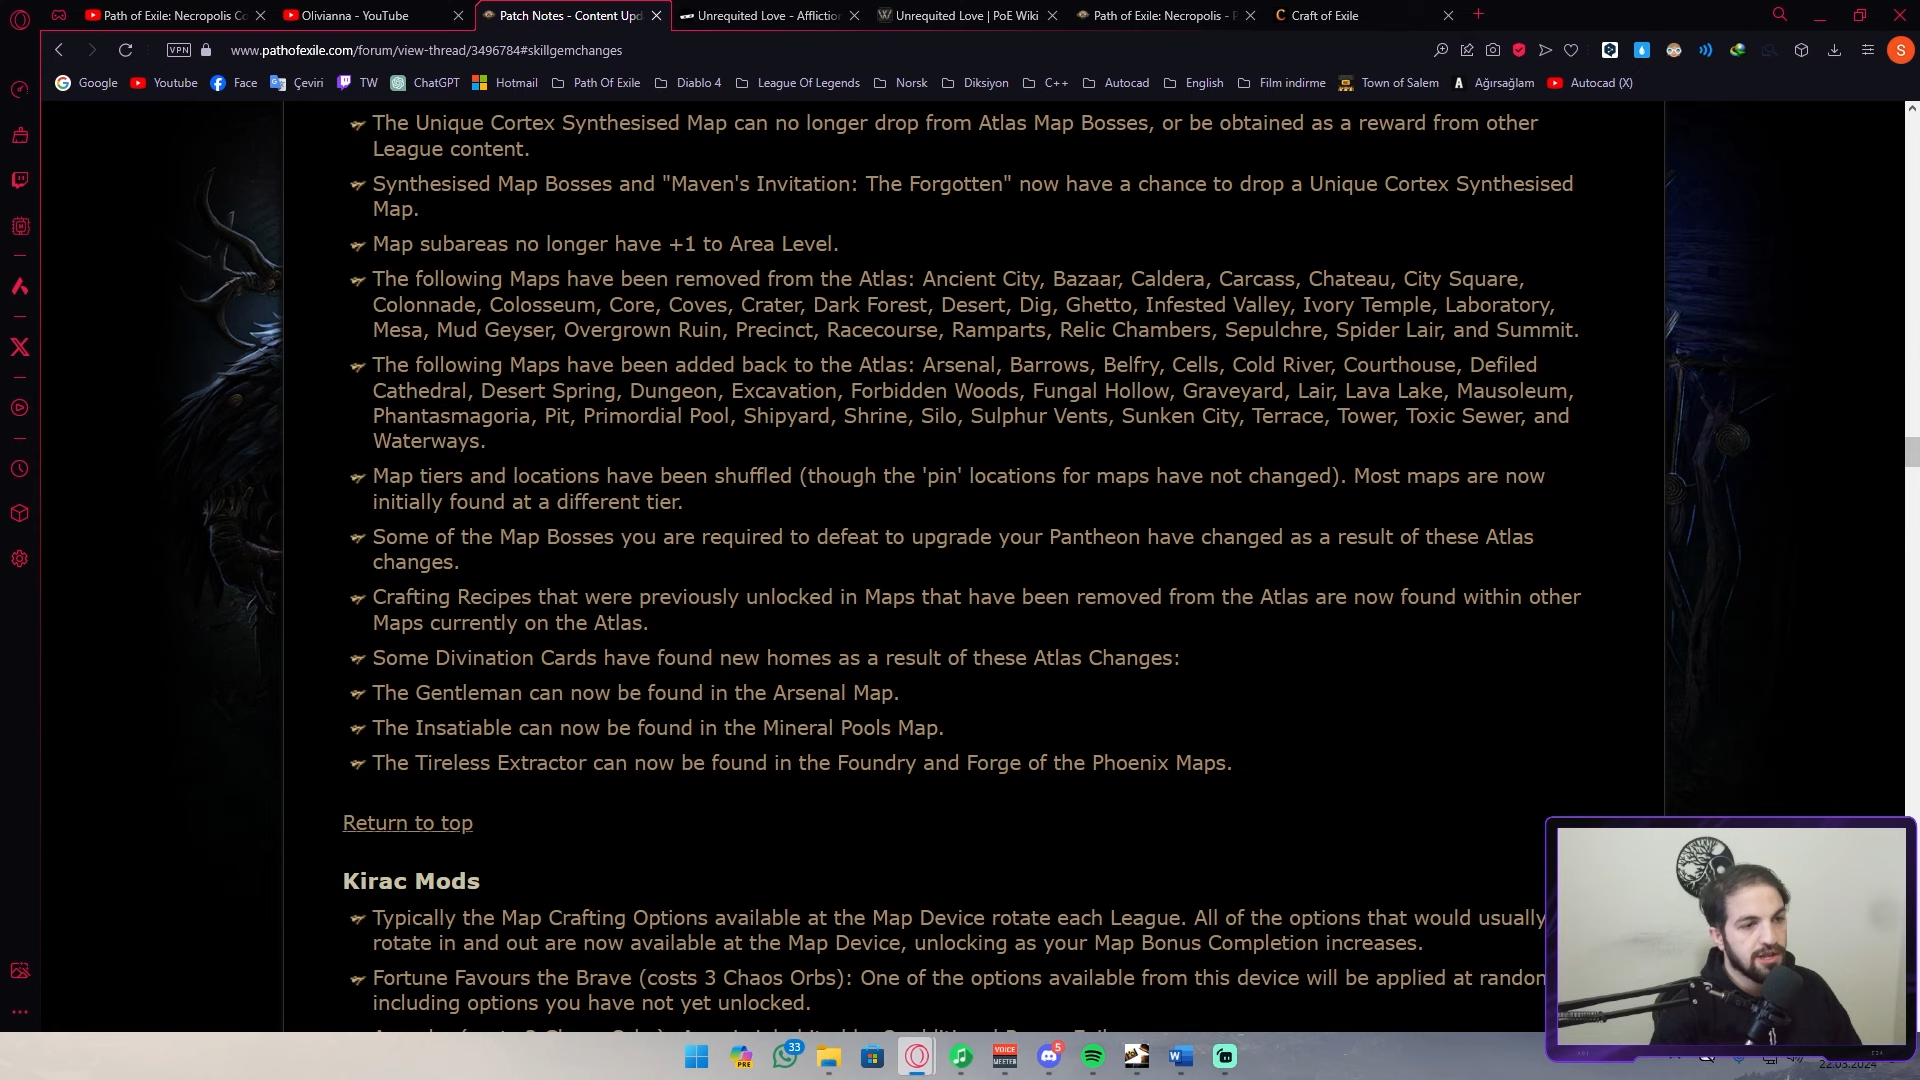 Path of Exile: Necropolis Co
Olivianna - YouTube
Patch Notes - Content Upd
Unrequited Love - Affliction
Unrequited Love | PoE Wiki
Path of Exile: Necropolis - P
Craft of Exile
VPN
www.pathofexile.com/forum/view-thread/3496784#skillgemchanges
S
Google
Youtube
Face
Çeviri
TW
ChatGPT
Hotmail
Path Of Exile
Diablo 4
League Of Legends
Norsk
Diksiyon
C++
Autocad
English
Film indirme
Town of Salem
Ağırsağlam
Autocad (X)
The Unique Cortex Synthesised Map can no longer drop from Atlas Map Bosses, or be obtained as a reward from other
League content.
Synthesised Map Bosses and "Maven's Invitation: The Forgotten" now have a chance to drop a Unique Cortex Synthesised
Map.
Map subareas no longer have +1 to Area Level.
The following Maps have been removed from the Atlas: Ancient City, Bazaar, Caldera, Carcass, Chateau, City Square,
Colonnade, Colosseum, Core, Coves, Crater, Dark Forest, Desert, Dig, Ghetto, Infested Valley, Ivory Temple, Laboratory,
Mesa, Mud Geyser, Overgrown Ruin, Precinct, Racecourse, Ramparts, Relic Chambers, Sepulchre, Spider Lair, and Summit.
The following Maps have been added back to the Atlas: Arsenal, Barrows, Belfry, Cells, Cold River, Courthouse, Defiled
Cathedral, Desert Spring, Dungeon, Excavation, Forbidden Woods, Fungal Hollow, Graveyard, Lair, Lava Lake, Mausoleum,
Phantasmagoria, Pit, Primordial Pool, Shipyard, Shrine, Silo, Sulphur Vents, Sunken City, Terrace, Tower, Toxic Sewer, and
Waterways.
Map tiers and locations have been shuffled (though the 'pin' locations for maps have not changed). Most maps are now
initially found at a different tier.
Some of the Map Bosses you are required to defeat to upgrade your Pantheon have changed as a result of these Atlas
changes.
Crafting Recipes that were previously unlocked in Maps that have been removed from the Atlas are now found within other
Maps currently on the Atlas.
Some Divination Cards have found new homes as a result of these Atlas Changes:
The Gentleman can now be found in the Arsenal Map.
The Insatiable can now be found in the Mineral Pools Map.
The Tireless Extractor can now be found in the Foundry and Forge of the Phoenix Maps.
Return to top
Kirac Mods
Typically the Map Crafting Options available at the Map Device rotate each League. All of the options that would usually
rotate in and out are now available at the Map Device, unlocking as your Map Bonus Completion increases.
Fortune Favours the Brave (costs 3 Chaos Orbs): One of the options available from this device will be applied at random
including options you have not yet unlocked.
PRE
33
VOICE
MEETER
5
22.03.2024